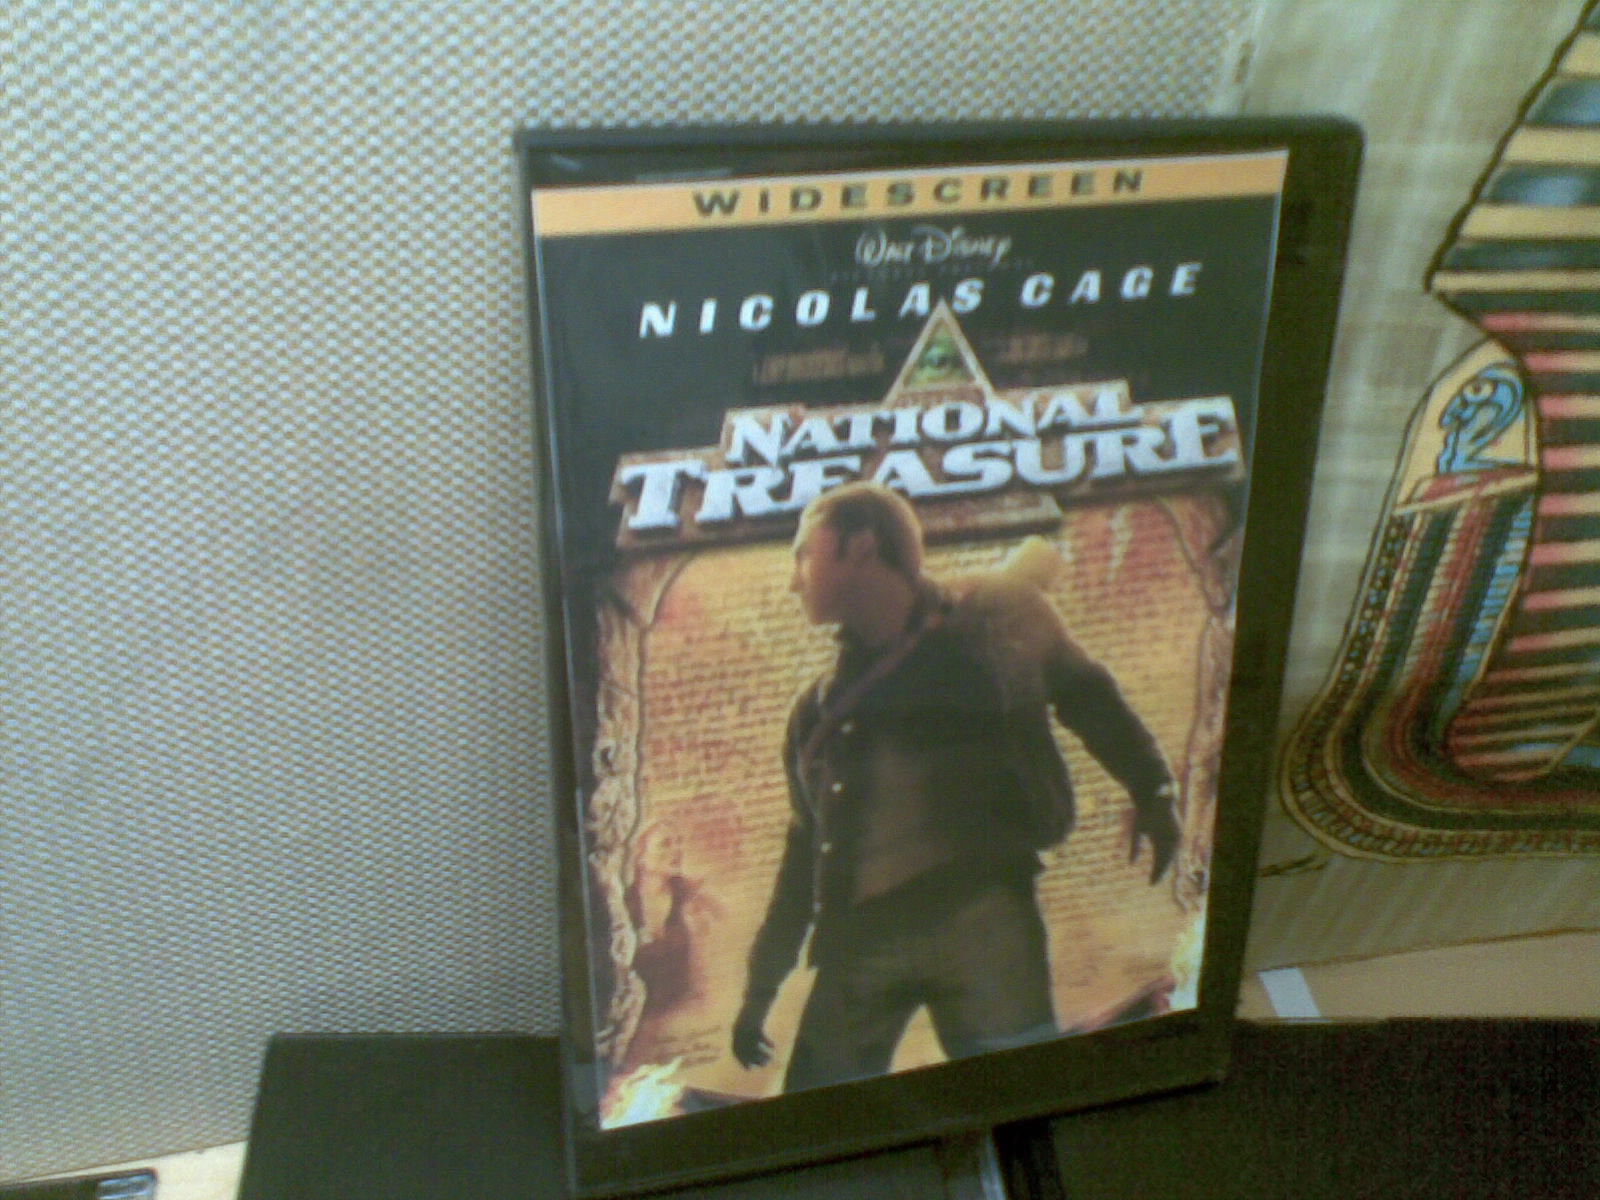 WIDESCREEN
WALT DISNEY
NICOLAS CAGE
NATIONAL
TREASURE